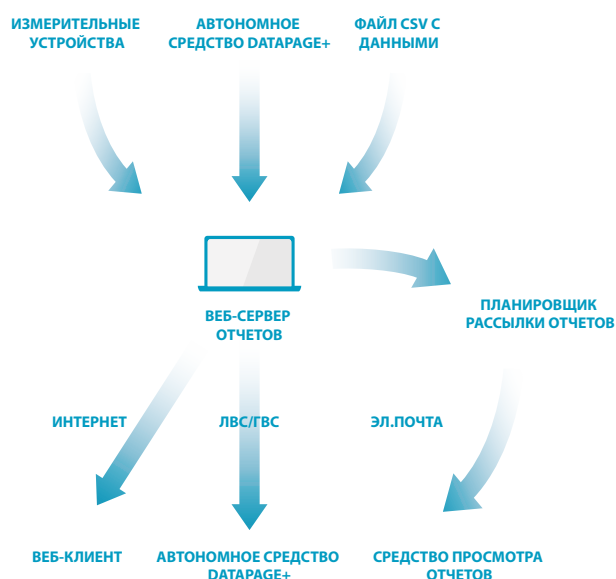 ИЗМЕРИТЕЛЬНЫЕ
УСТРОЙСТВА
АВТОНОМНОЕ
СРЕДСТВО DATAPAGE+
ФАЙЛ CSV С
ДАННЫМИ
ВЕБ-СЕРВЕР
ОТЧЕТОВ
ПЛАНИРОВЩИК
РАССЫЛКИ ОТЧЕТОВ
ИНТЕРНЕТ
ЛВС/ГВС
ЭЛ.ПОЧТА
ВЕБ-КЛИЕНТ
АВТОНОМНОЕ СРЕДСТВО
DATAPAGE+
СРЕДСТВО ПРОСМОТРА
ОТЧЕТОВ